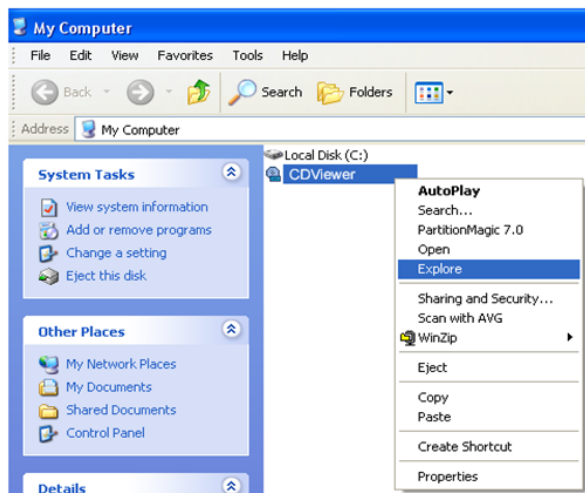 My Computer
File Edit View Favorites Tools Help
Back Search Folders
Address My Computer
System Tasks
View system information
Add or remove programs
Change a setting
Eject this disk
Other Places
My Network Places
My Documents
Shared Documents
Control Panel
Details
Local Disk (C:)
CDViewer
AutoPlay
Search...
PartitionMagic 7.0
Open
Explore
Sharing and Security...
Scan with AVG
WinZip
Eject
Copy
Paste
Create Shortcut
Properties